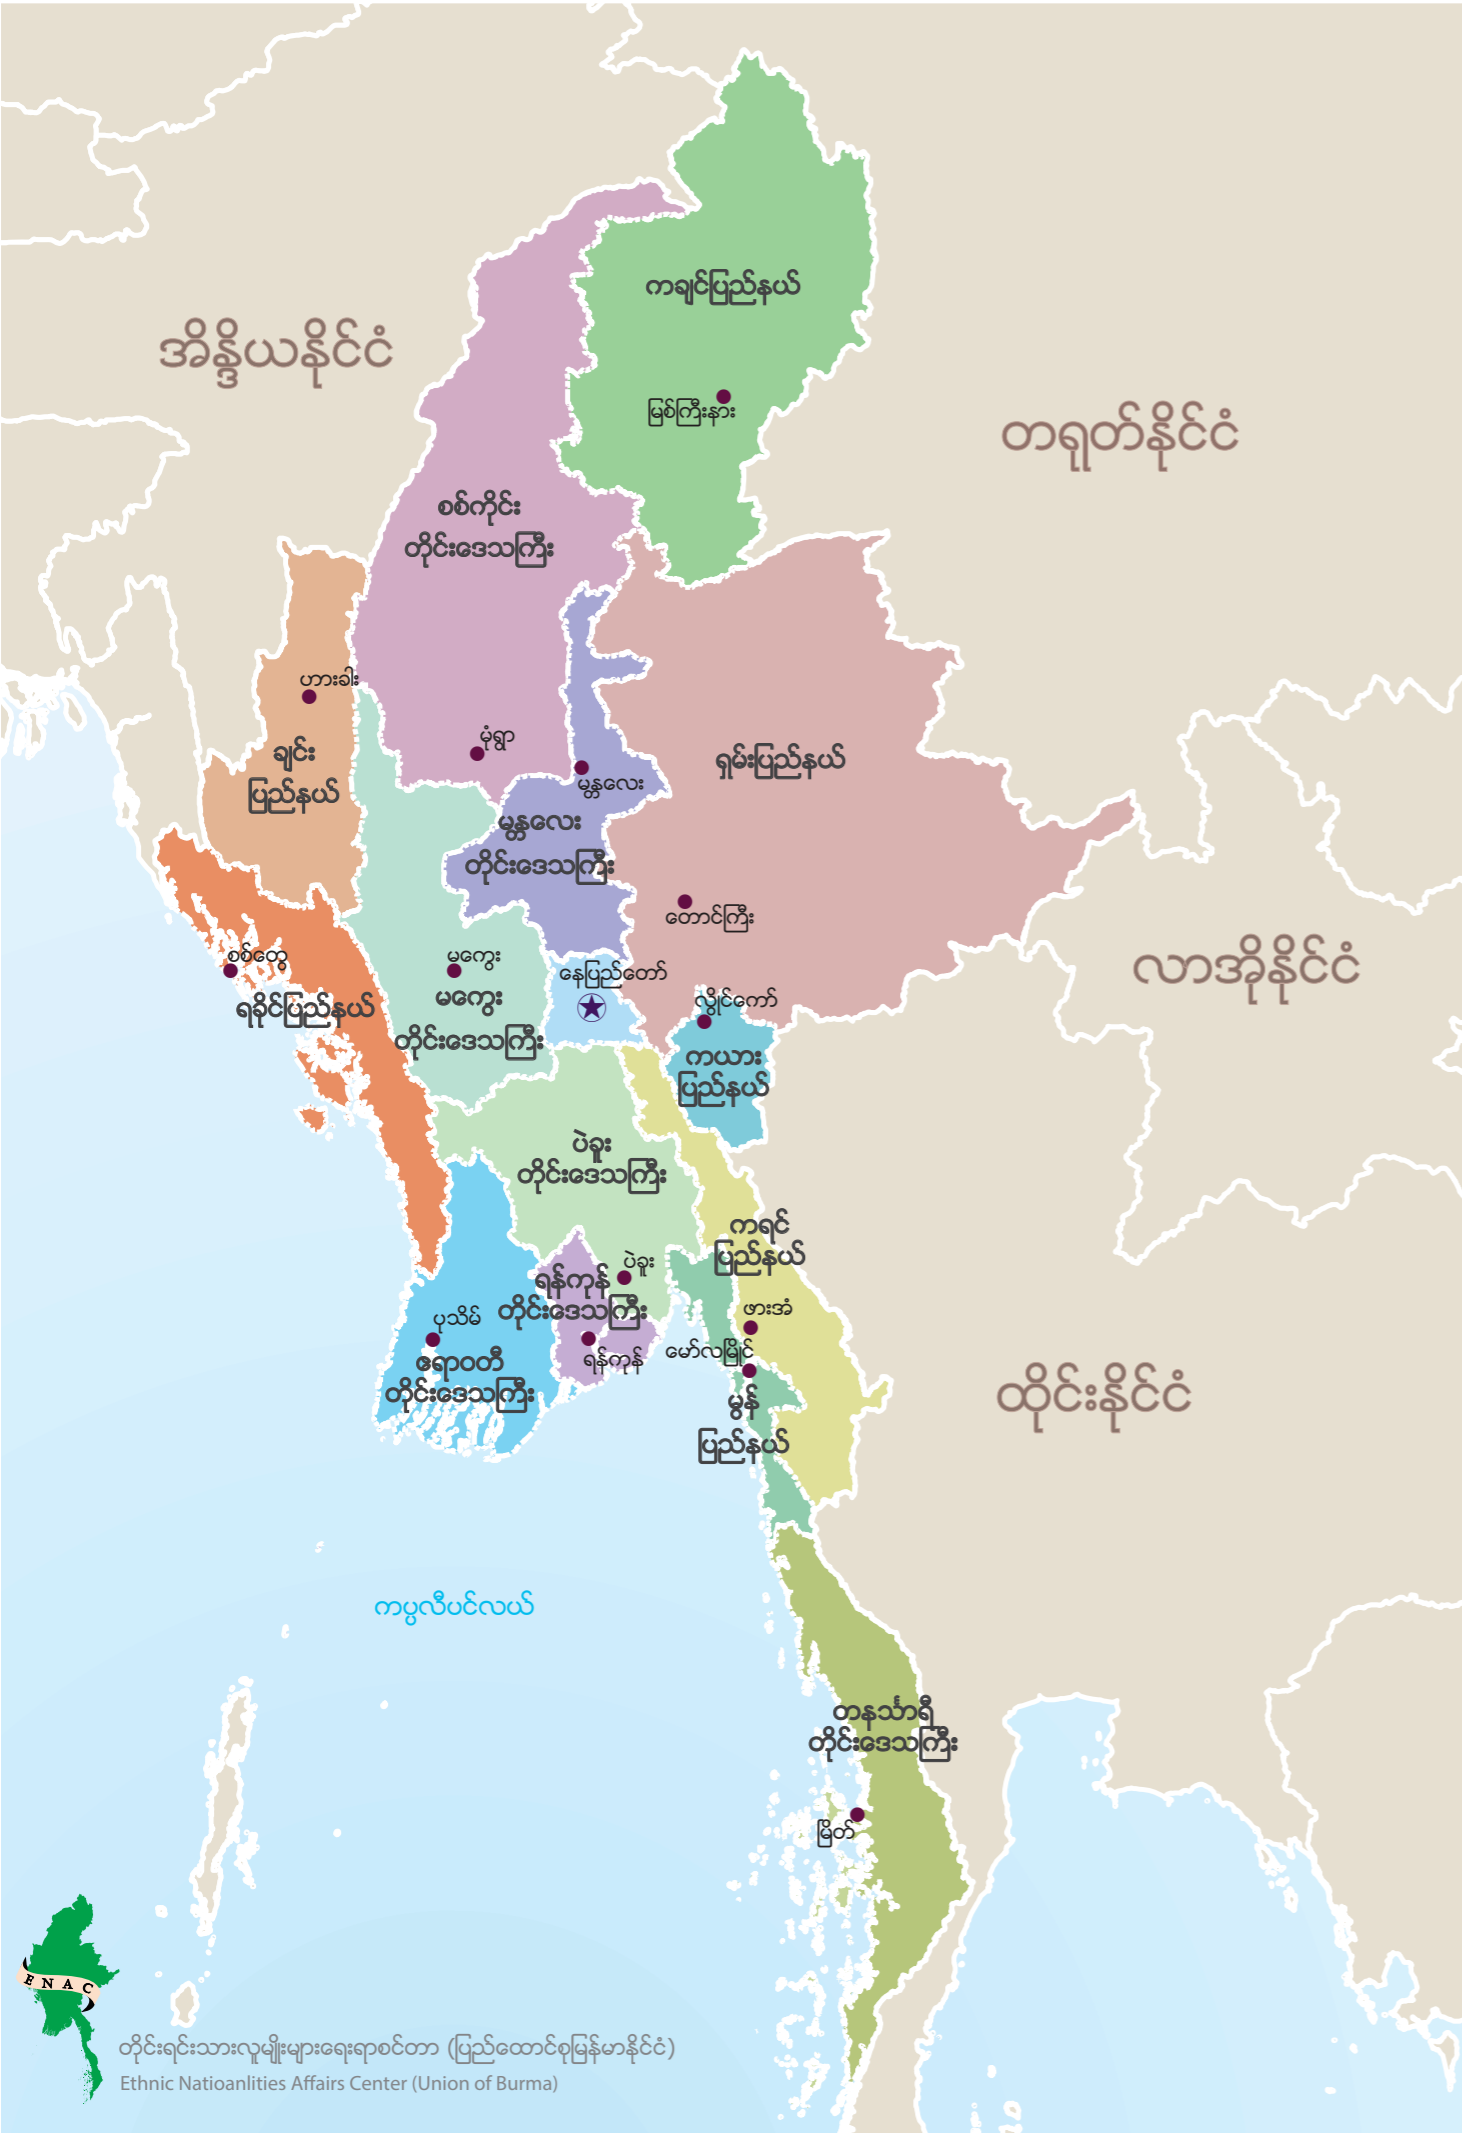 ကချင်ပြည်နယ်
အိန္ဒိယနိုင်ငံ
မြစ်ကြီးနား
တရုတ်နိုင်ငံ
စစ်ကိုင်း
တိုင်းဒေသကြီး
ဟားခါး
မုံရွာ
ချင်း
ပြည်နယ်
ရှမ်းပြည်နယ်
မန္တလေး
မန္တလေး
တိုင်းဒေသကြီး
တောင်ကြီး
စစ်တွေ
ရခိုင်ပြည်နယ်
မကွေး
မကွေး
တိုင်းဒေသကြီး
နေပြည်တော်
လာအိုနိုင်ငံ
လွိုင်ကော်
ကယား
ပြည်နယ်
ပဲခူး
တိုင်းဒေသကြီး
ကရင်
ပြည်နယ်
ပဲခူး
ရန်ကုန်
တိုင်းဒေသကြီး
ရန်ကုန်
ပုသိမ်
ဧရာဝတီ
တိုင်းဒေသကြီး
ဖားအံ
မော်လမြိုင်
မွန်
ပြည်နယ်
ထိုင်းနိုင်ငံ
ကပ္ပလီပင်လယ်
တနင်္သာရီ
တိုင်းဒေသကြီး
မြိတ်
ENAC
တိုင်းရင်းသားလူမျိုးများရေးရာစင်တာ (ပြည်ထောင်စုမြန်မာနိုင်ငံ)
Ethnic Natioanlities Affairs Center (Union of Burma)